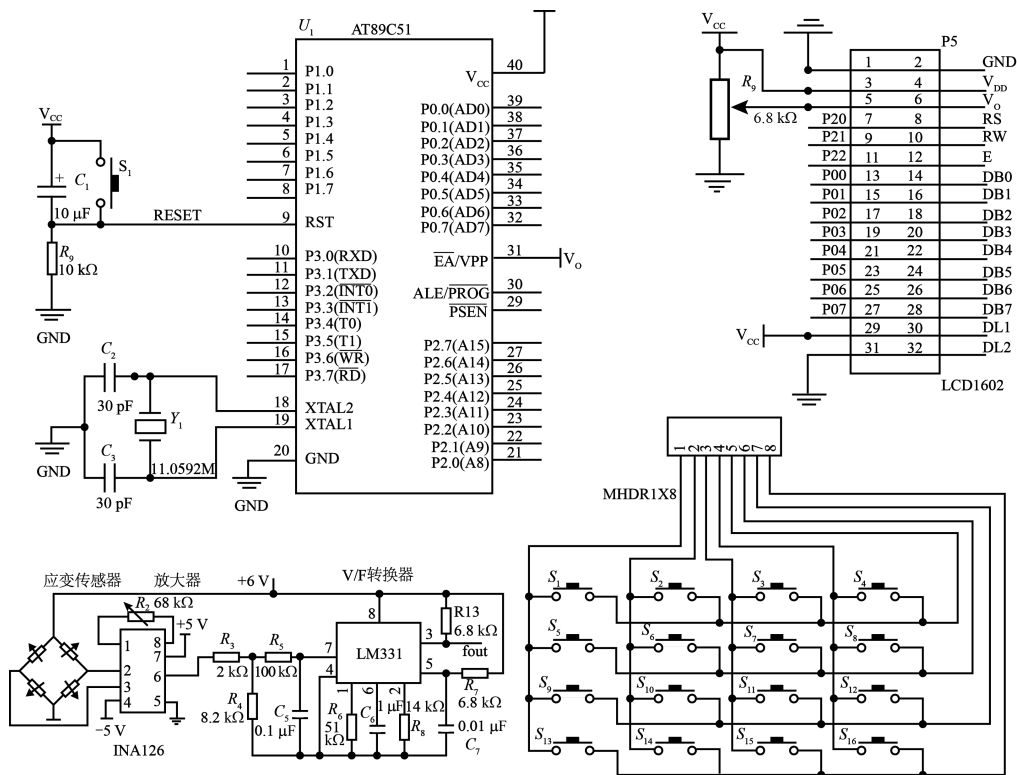 U1 AT89C51
1 P1.0
2 P1.1
3 P1.2
4 P1.3
5 P1.4
6 P1.5
7 P1.6
8 P1.7
9 RST
10 P3.0(RXD)
11 P3.1(TXD)
12 P3.2(INT0)
13 P3.3(INT1)
14 P3.4(T0)
15 P3.5(T1)
16 P3.6(WR)
17 P3.7(RD)
18 XTAL2
19 XTAL1
20 GND
VCC 40
P0.0(AD0) 39
P0.1(AD1) 38
P0.2(AD2) 37
P0.3(AD3) 36
P0.4(AD4) 35
P0.5(AD5) 34
P0.6(AD6) 33
P0.7(AD7) 32
EA/VPP 31 VO
ALE/PROG 30
PSEN 29
P2.7(A15)
P2.6(A14) 27
P2.5(A13) 26
P2.4(A12) 25
P2.3(A11) 24
P2.2(A10) 23
P2.1(A9) 22
P2.0(A8) 21
VCC
+ C1 S1
10 μF
RESET
R9
10 kΩ
GND
C2
30 pF
Y1
GND
C3 11.0592M
30 pF
GND
VCC
R9
6.8 kΩ
P5
1 2 GND
3 4 VDD
5 6 VO
P20 7 8 RS
P21 9 10 RW
P22 11 12 E
P00 13 14 DB0
P01 15 16 DB1
P02 17 18 DB2
P03 19 20 DB3
P04 21 22 DB4
P05 23 24 DB5
P06 25 26 DB6
P07 27 28 DB7
VCC 29 30 DL1
31 32 DL2
LCD1602
1 2 3 4 5 6 7 8
MHDR1X8
S1 S2 S3 S4
S5 S6 S7 S8
S9 S10 S11 S12
S13 S14 S15 S16
应变传感器 放大器 +6 V V/F转换器
R2 68 kΩ
+5 V
1 8
7
2 6
3
4 5
−5 V
INA126
R3
2 kΩ
R5
100 kΩ
R4
8.2 kΩ
C5
0.1 μF
8
7 LM331 3
4 5
1 6 2
R13
6.8 kΩ
fout
R7
6.8 kΩ
R6
51
kΩ
C6
1 μF
14 kΩ
R8
0.01 μF
C7